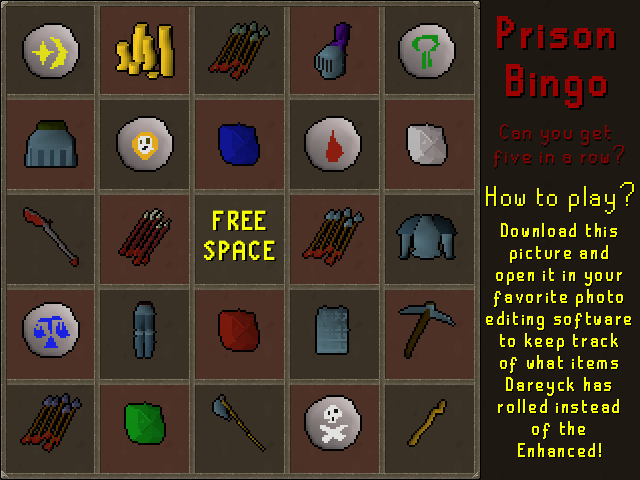 FREE
SPACE
Prison
Bingo
Can you get
five in a row?
How to play?
Download this
picture and
open it in your
favorite photo
editing software
to keep track
of what items
Dareyck has
rolled instead
of the
Enhanced!